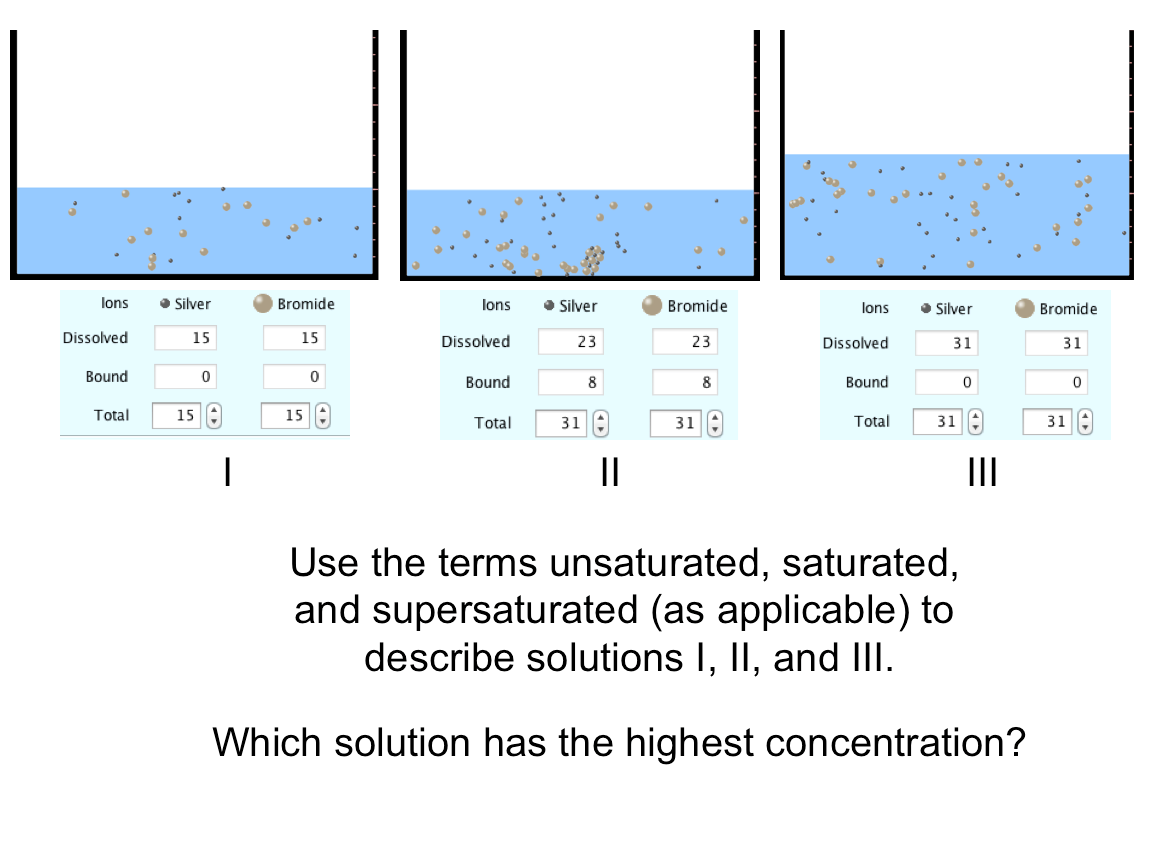 Ions Silver Bromide
Dissolved 15 15
Bound 0 0
Total 15 15
I
Ions Silver Bromide
Dissolved 23 23
Bound 8 8
Total 31 31
II
Ions Silver Bromide
Dissolved 31 31
Bound 0 0
Total 31 31
III
Use the terms unsaturated, saturated,
and supersaturated (as applicable) to
describe solutions I, II, and III.
Which solution has the highest concentration?